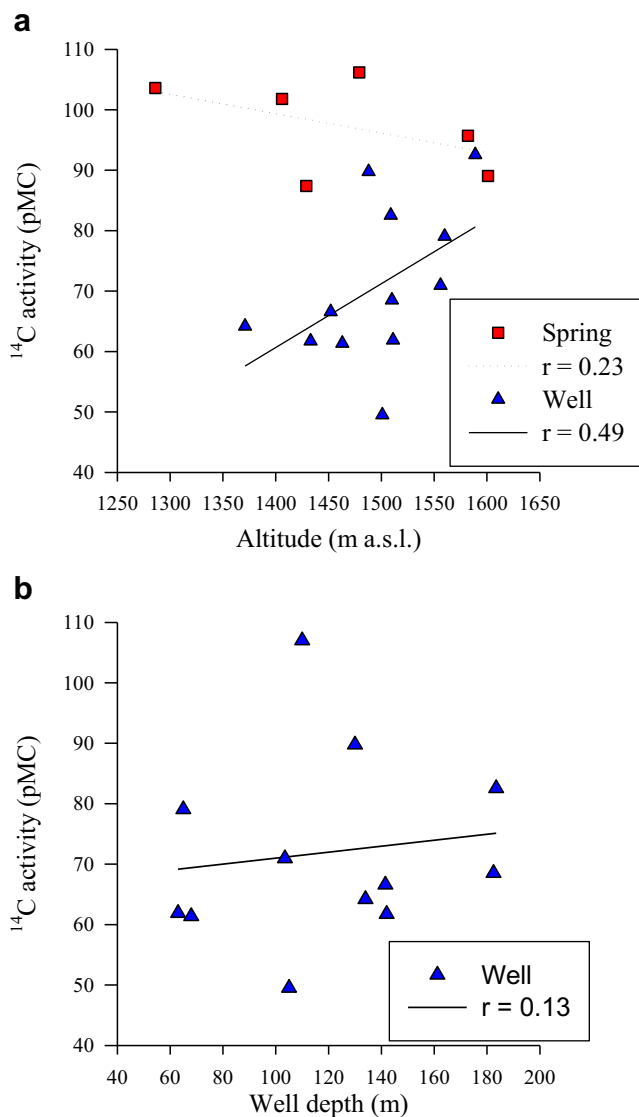 a
110
100
90
80
70
60
50
40
¹⁴C activity (pMC)
1250 1300 1350 1400 1450 1500 1550 1600 1650
Altitude (m a.s.l.)
Spring
r = 0.23
Well
r = 0.49
b
110
100
90
80
70
60
50
40
¹⁴C activity (pMC)
40 60 80 100 120 140 160 180 200
Well depth (m)
Well
r = 0.13